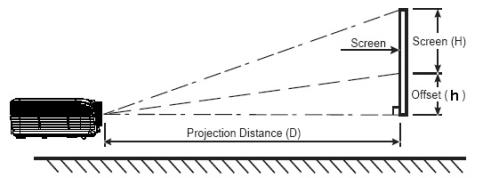 Screen
Screen (H)
Offset (h)
Projection Distance (D)